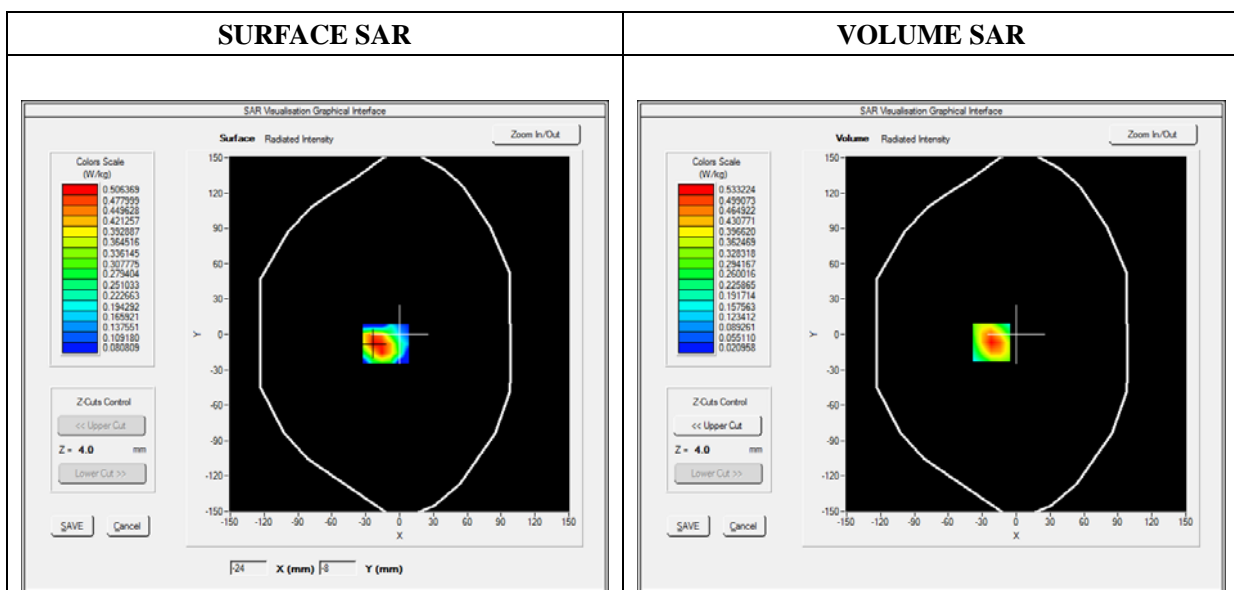 SURFACE SAR
VOLUME SAR
SAR Visualisation Graphical Interface
Surface Radiated Intensity
Zoom In/Out
Colors Scale
(W/kg)
0.506369
0.477999
0.449628
0.421257
0.392887
0.364516
0.336145
0.307775
0.279404
0.251033
0.222663
0.194292
0.165921
0.137551
0.109180
0.080809
Z-Cuts Control
<< Upper Cut
Z = 4.0 mm
Lower Cut >>
SAVE Cancel
150
120
90
60
30
0
-30
-60
-90
-120
-150
Y
-150 -120 -90 -60 -30 0 30 60 90 120 150
X
-24 X (mm) -8 Y (mm)
SAR Visualisation Graphical Interface
Volume Radiated Intensity
Zoom In/Out
Colors Scale
(W/kg)
0.533224
0.499073
0.464922
0.430771
0.396620
0.362469
0.328318
0.294167
0.260016
0.225865
0.191714
0.157563
0.123412
0.089261
0.055110
0.020958
Z-Cuts Control
<< Upper Cut
Z = 4.0 mm
Lower Cut >>
SAVE Cancel
150
120
90
60
30
0
-30
-60
-90
-120
-150
Y
-150 -120 -90 -60 -30 0 30 60 90 120 150
X